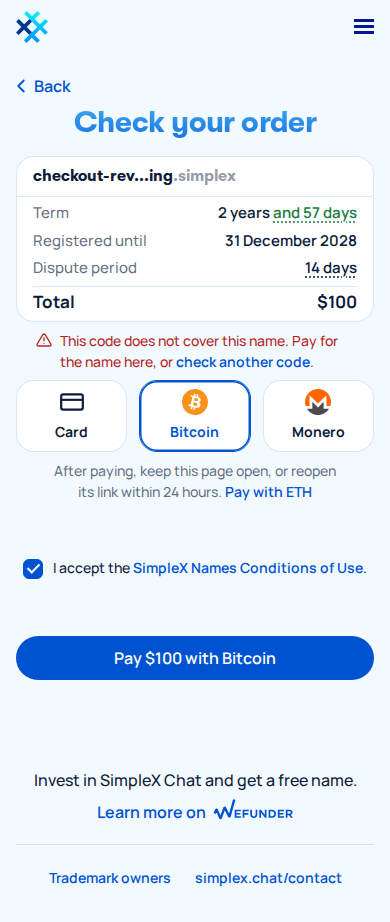 Back
Check your order
checkout-rev...ing.simplex
Term 2 years and 57 days
Registered until 31 December 2028
Dispute period 14 days
Total $100
This code does not cover this name. Pay for
the name here, or check another code.
Card Bitcoin Monero
After paying, keep this page open, or reopen
its link within 24 hours. Pay with ETH
I accept the SimpleX Names Conditions of Use.
Pay $100 with Bitcoin
Invest in SimpleX Chat and get a free name.
Learn more on WEFUNDER
Trademark owners simplex.chat/contact